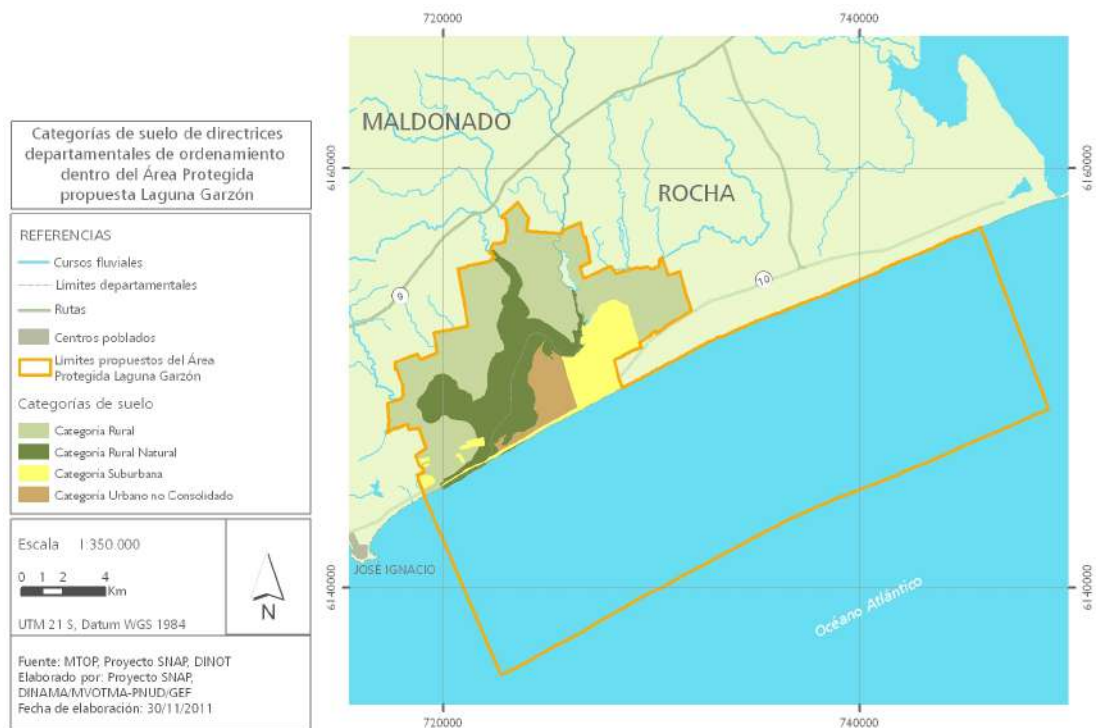 Categorías de suelo de directrices
departamentales de ordenamiento
dentro del Área Protegida
propuesta Laguna Garzón
REFERENCIAS
Cursos fluviales
Limites departamentales
Rutas
Centros poblados
Limites propuestos del Área
Protegida Laguna Garzón
Categorías de suelo
Categoría Rural
Categoría Rural Natural
Categoría Suburbana
Categoría Urbano no Consolidado
Escala 1:350.000
0 1 2 4
Km
N
UTM 21 S, Datum WGS 1984
Fuente: MTOP, Proyecto SNAP, DINOT
Elaborado por: Proyecto SNAP,
DINAMA/MVOTMA-PNUD/GEF
Fecha de elaboración: 30/11/2011
720000 740000
MALDONADO
6160000 6160000
ROCHA
10
9
JOSÉ IGNACIO
6140000 6140000
Océano Atlántico
720000 740000